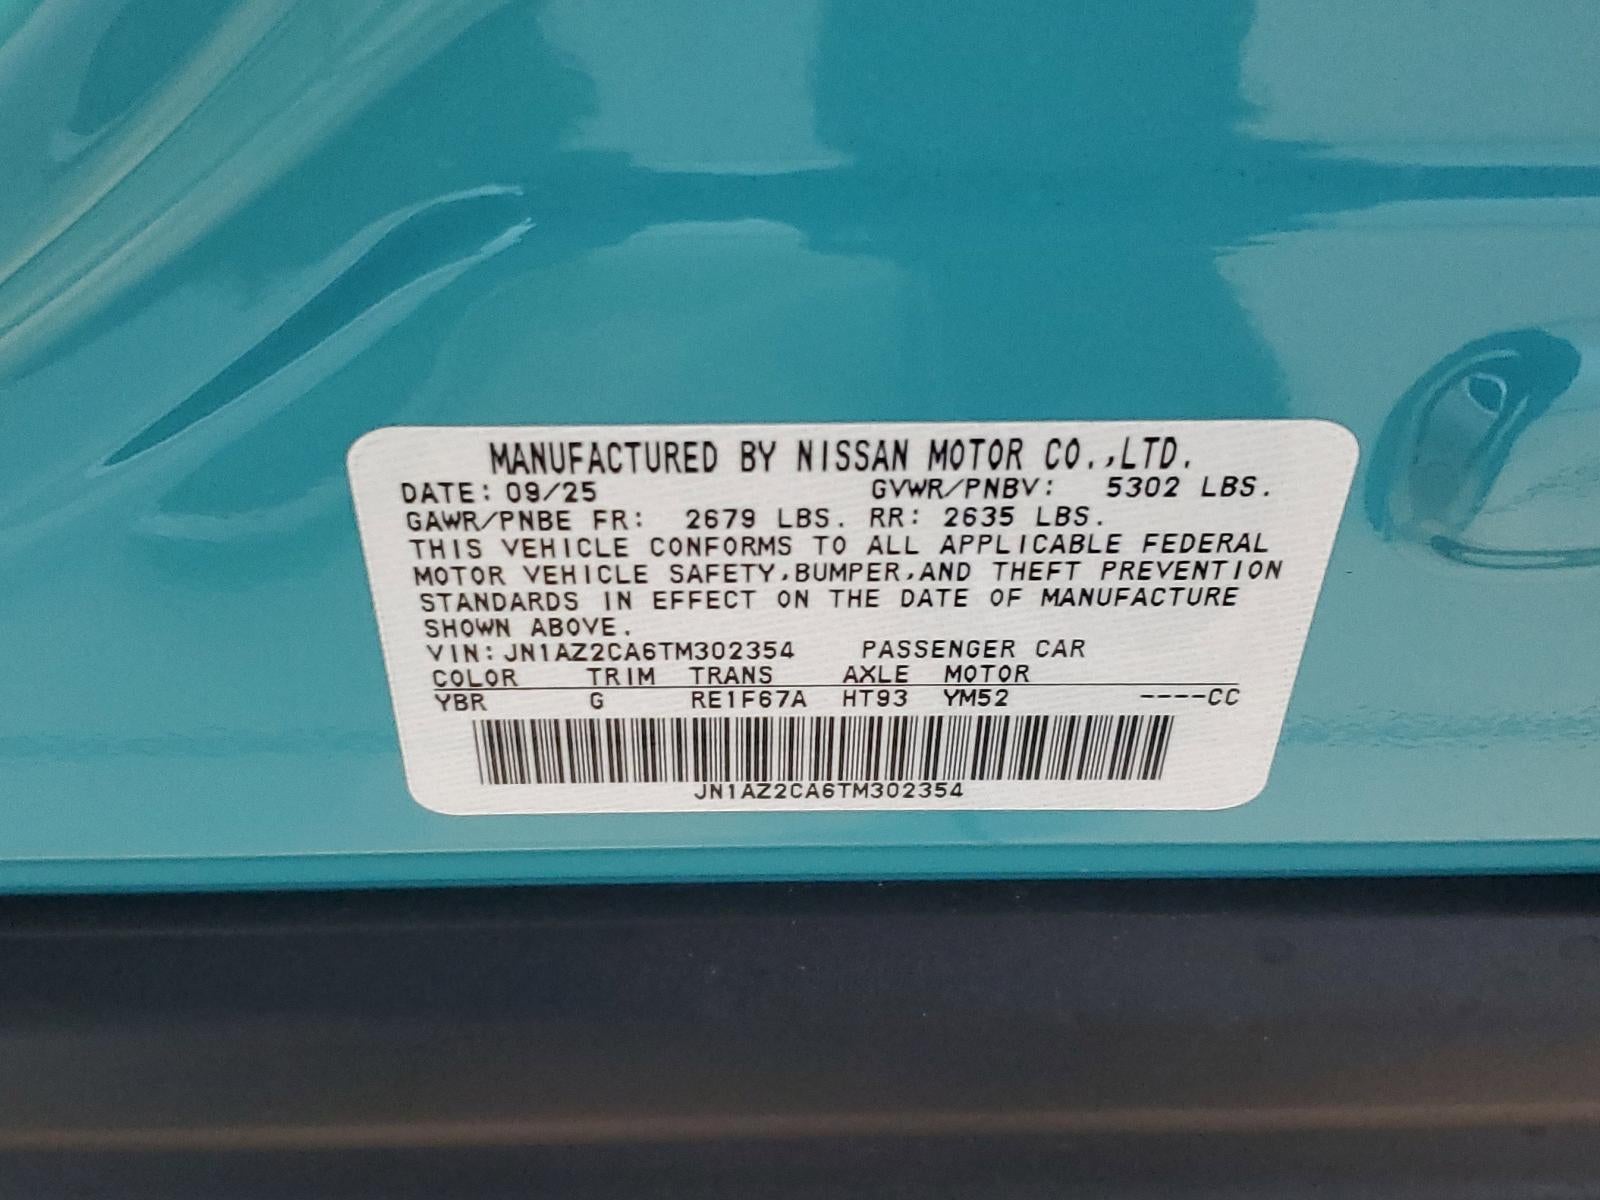 MANUFACTURED BY NISSAN MOTOR CO.,LTD.
DATE: 09/25 GVWR/PNBV: 5302 LBS.
GAWR/PNBE FR: 2679 LBS. RR: 2635 LBS.
THIS VEHICLE CONFORMS TO ALL APPLICABLE FEDERAL
MOTOR VEHICLE SAFETY,BUMPER,AND THEFT PREVENTION
STANDARDS IN EFFECT ON THE DATE OF MANUFACTURE
SHOWN ABOVE.
VIN: JN1AZ2CA6TM302354 PASSENGER CAR
COLOR TRIM TRANS AXLE MOTOR
YBR G RE1F67A HT93 YM52 ----CC
JN1AZ2CA6TM302354